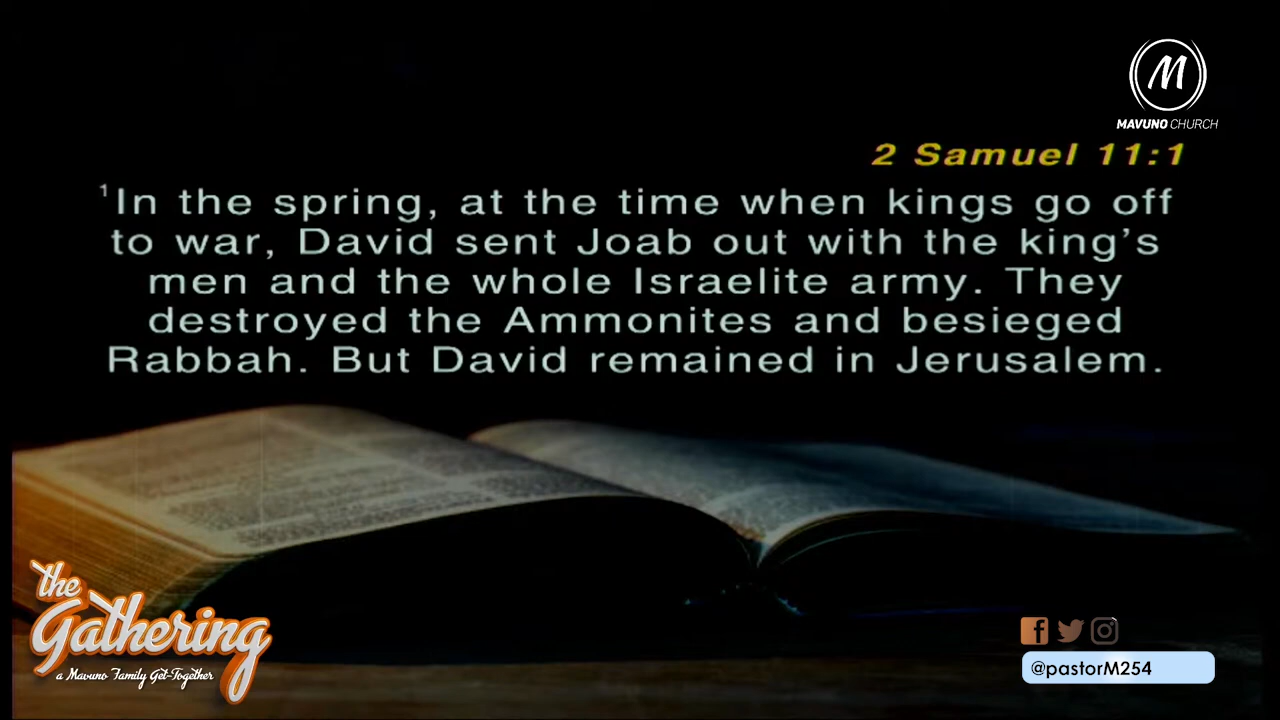 M
MAVUNO CHURCH
2 Samuel 11:1
1 In the spring, at the time when kings go off
to war, David sent Joab out with the king's
men and the whole Israelite army. They
destroyed the Ammonites and besieged
Rabbah. But David remained in Jerusalem.
the
Gathering
a Mavuno Family Get-Together
@pastorM254